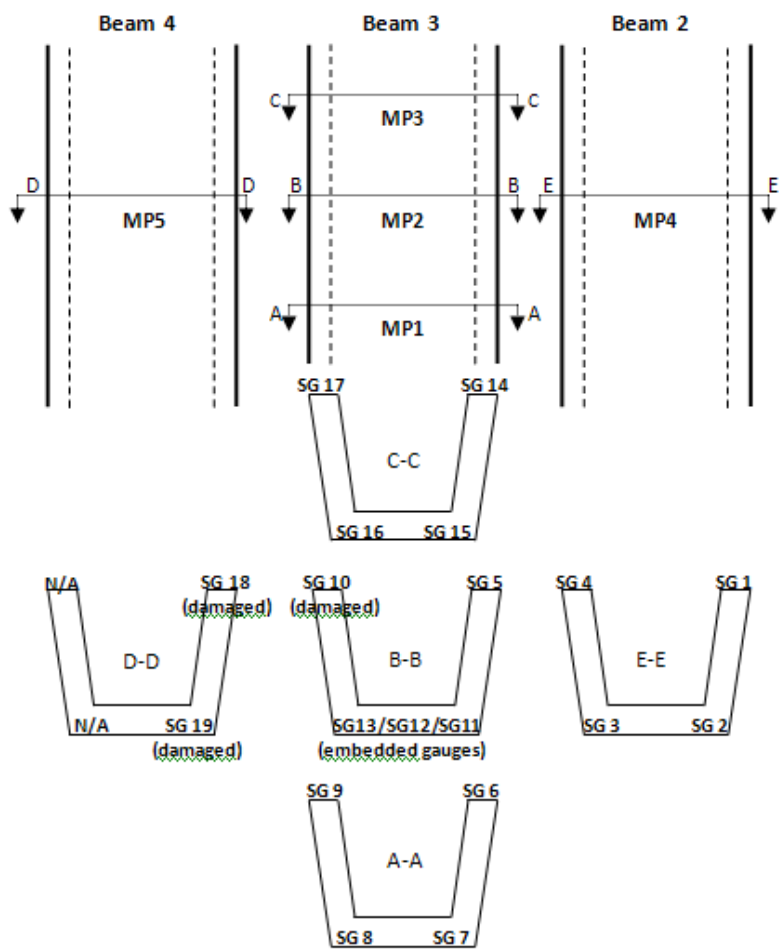 Beam 4 Beam 3 Beam 2
C C
MP3
D D B B E E
MP5 MP2 MP4
A A
MP1
SG 17 SG 14
C-C
SG 16 SG 15
N/A SG 18 SG 10 SG 5 SG 4 SG 1
(damaged) (damaged)
D-D B-B E-E
N/A SG 19 SG13/SG12/SG11 SG 3 SG 2
(damaged) (embedded gauges)
SG 9 SG 6
A-A
SG 8 SG 7